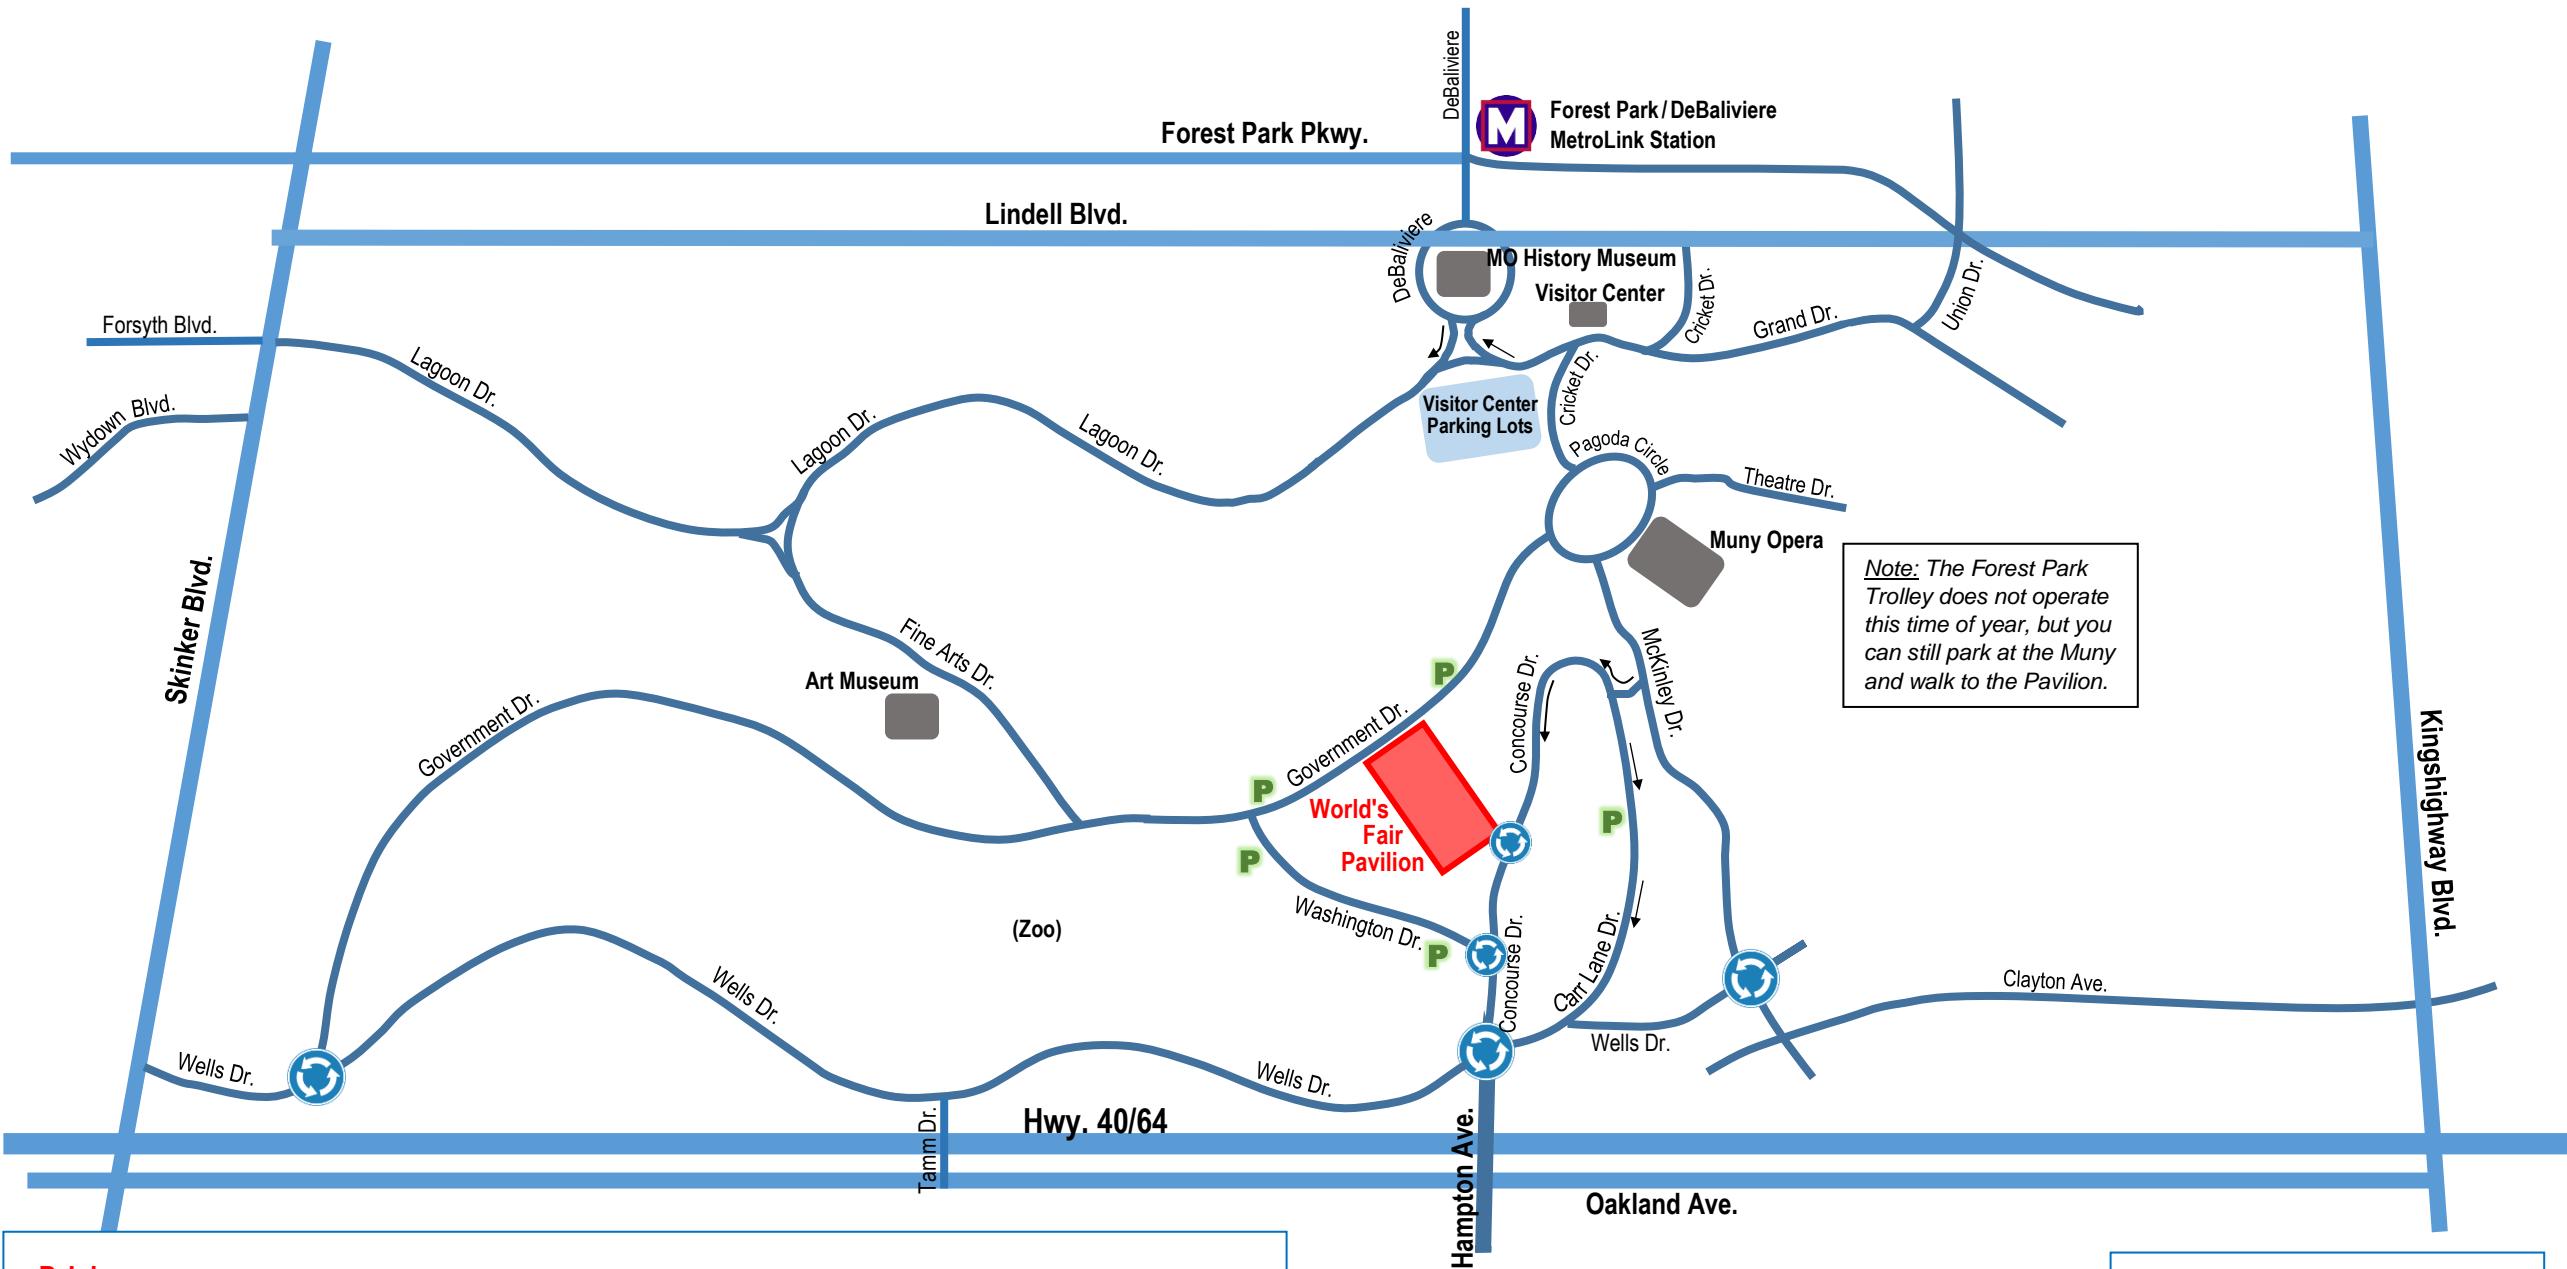 DeBaliviere
M
Forest Park / DeBaliviere
MetroLink Station
Forest Park Pkwy.
Lindell Blvd.
DeBaliviere
MO History Museum
Visitor Center
Cricket Dr.
Grand Dr.
Union Dr.
Forsyth Blvd.
Lagoon Dr.
Wydown Blvd.
Lagoon Dr.
Lagoon Dr.
Visitor Center
Parking Lots
Cricket Dr.
Pagoda Circle
Theatre Dr.
Muny Opera
Note: The Forest Park
Trolley does not operate
this time of year, but you
can still park at the Muny
and walk to the Pavilion.
Skinker Blvd.
Fine Arts Dr.
Art Museum
Government Dr.
P
Concourse Dr.
McKinley Dr.
Government Dr.
P
World's
Fair
Pavilion
P
P
Kingshighway Blvd.
Washington Dr.
P
(Zoo)
Concourse Dr.
Carr Lane Dr.
Wells Dr.
Clayton Ave.
Wells Dr.
Wells Dr.
Wells Dr.
Tamm Dr.
Hwy. 40/64
Hampton Ave.
Oakland Ave.